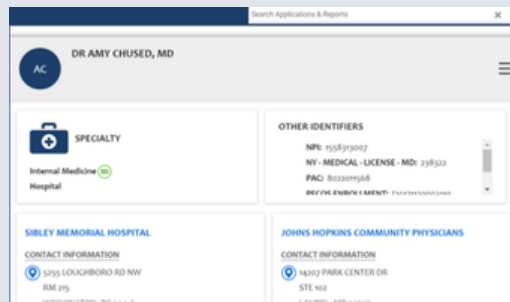 Search Applications & Reports
AC
DR AMY CHUSED, MD
SPECIALTY
Internal Medicine
Hospital
OTHER IDENTIFIERS
NPI: 1558313007
NY - MEDICAL - LICENSE - MD: 238322
PAC: 8022011568
PECOS ENROLLMENT:
SIBLEY MEMORIAL HOSPITAL
CONTACT INFORMATION
5255 LOUGHBORO RD NW
RM 215
JOHNS HOPKINS COMMUNITY PHYSICIANS
CONTACT INFORMATION
14207 PARK CENTER DR
STE 102